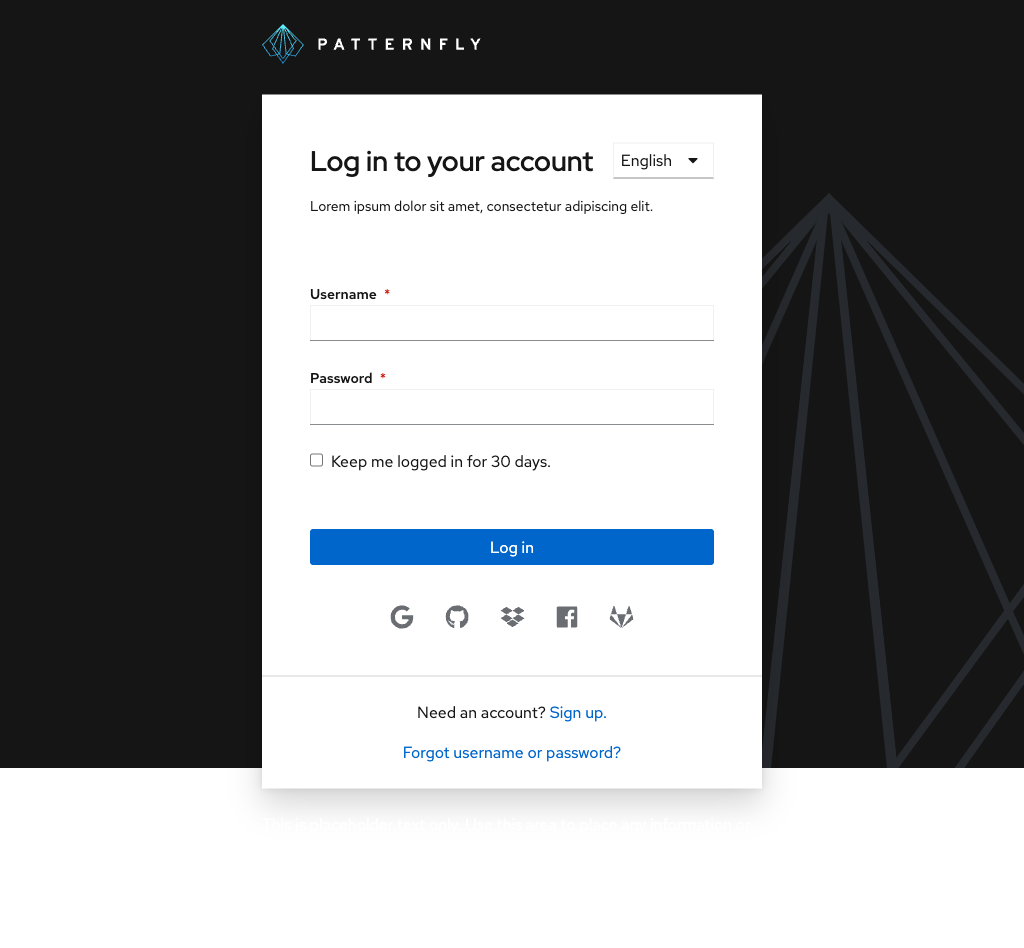 PATTERNFLY
Log in to your account
English
Lorem ipsum dolor sit amet, consectetur adipiscing elit.
Username *
Password *
Keep me logged in for 30 days.
Log in
Need an account? Sign up.
Forgot username or password?
This is placeholder text only. Use this area to place any information or